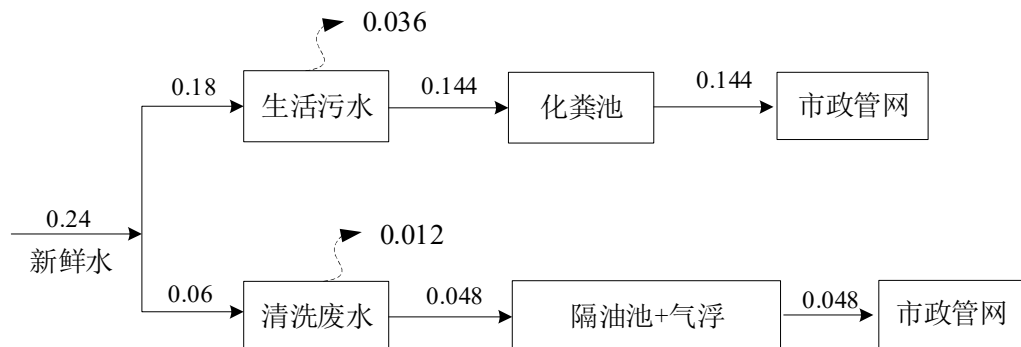 0.036
0.18
生活污水
0.144
化粪池
0.144
市政管网
0.24
新鲜水
0.012
0.06
清洗废水
0.048
隔油池+气浮
0.048
市政管网